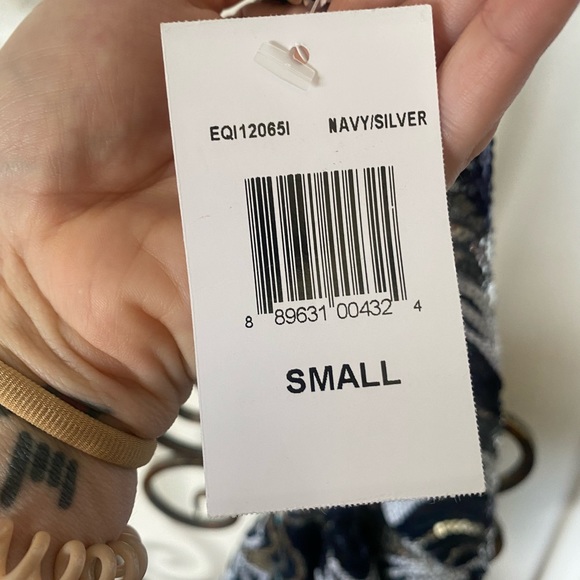 EQI12065I NAVY/SILVER
8 89631 00432 4
SMALL